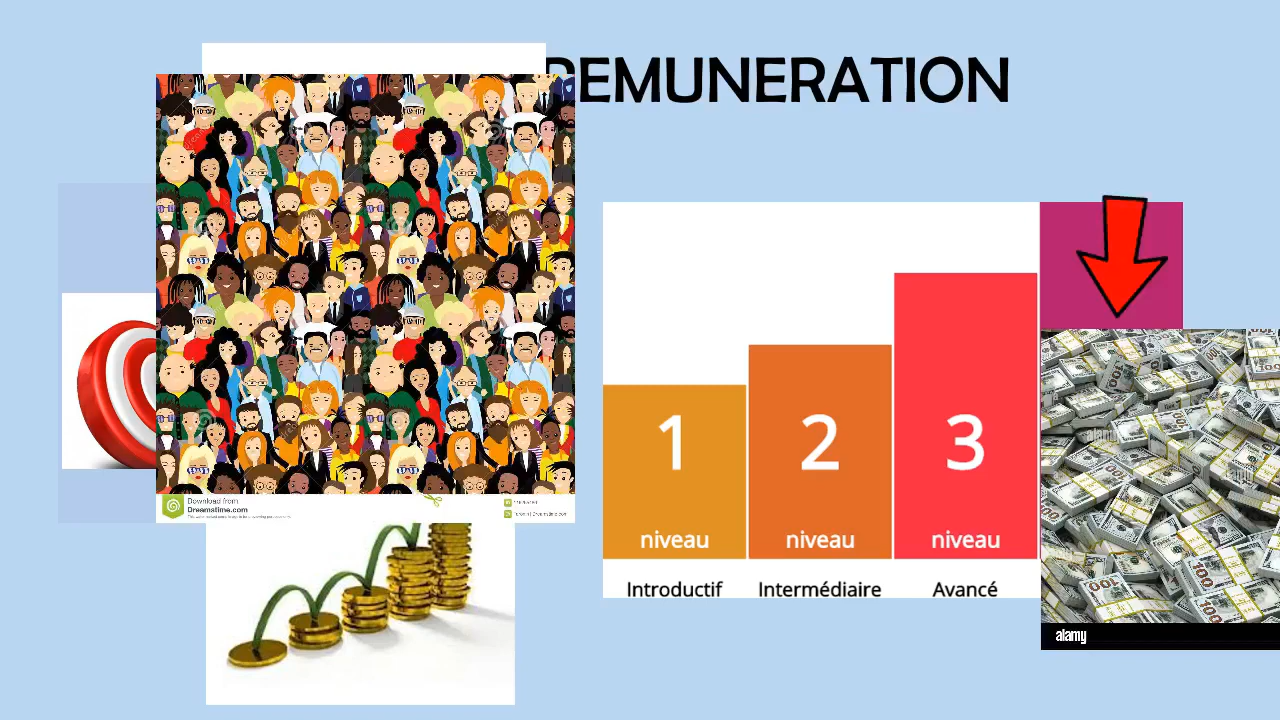 REMUNERATION
1
2
3
niveau
niveau
niveau
Introductif
Intermédiaire
Avancé
Download from
Dreamstime.com
alamy